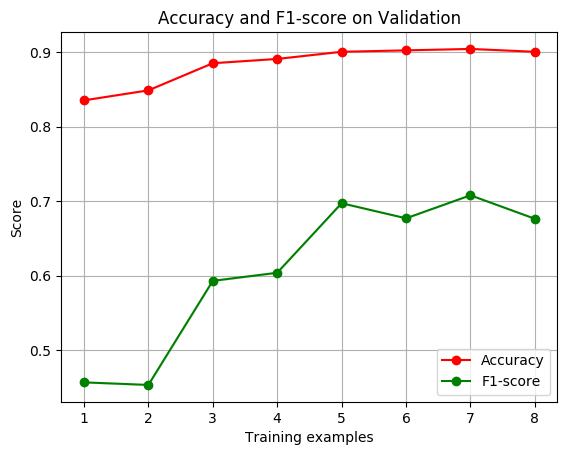 Accuracy and F1-score on Validation
Score
0.9
0.8
0.7
0.6
0.5
1 2 3 4 5 6 7 8
Training examples
Accuracy
F1-score